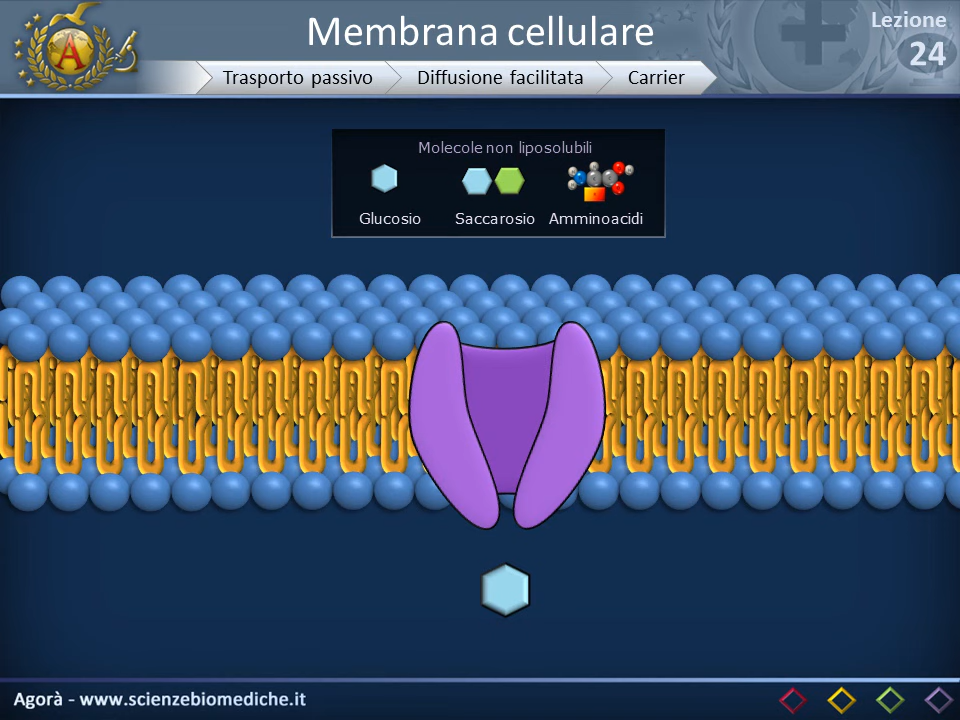 Membrana cellulare
Lezione
24
Trasporto passivo
Diffusione facilitata
Carrier
A
Molecole non liposolubili
Glucosio
Saccarosio
Amminoacidi
Agorà - www.scienzebiomediche.it